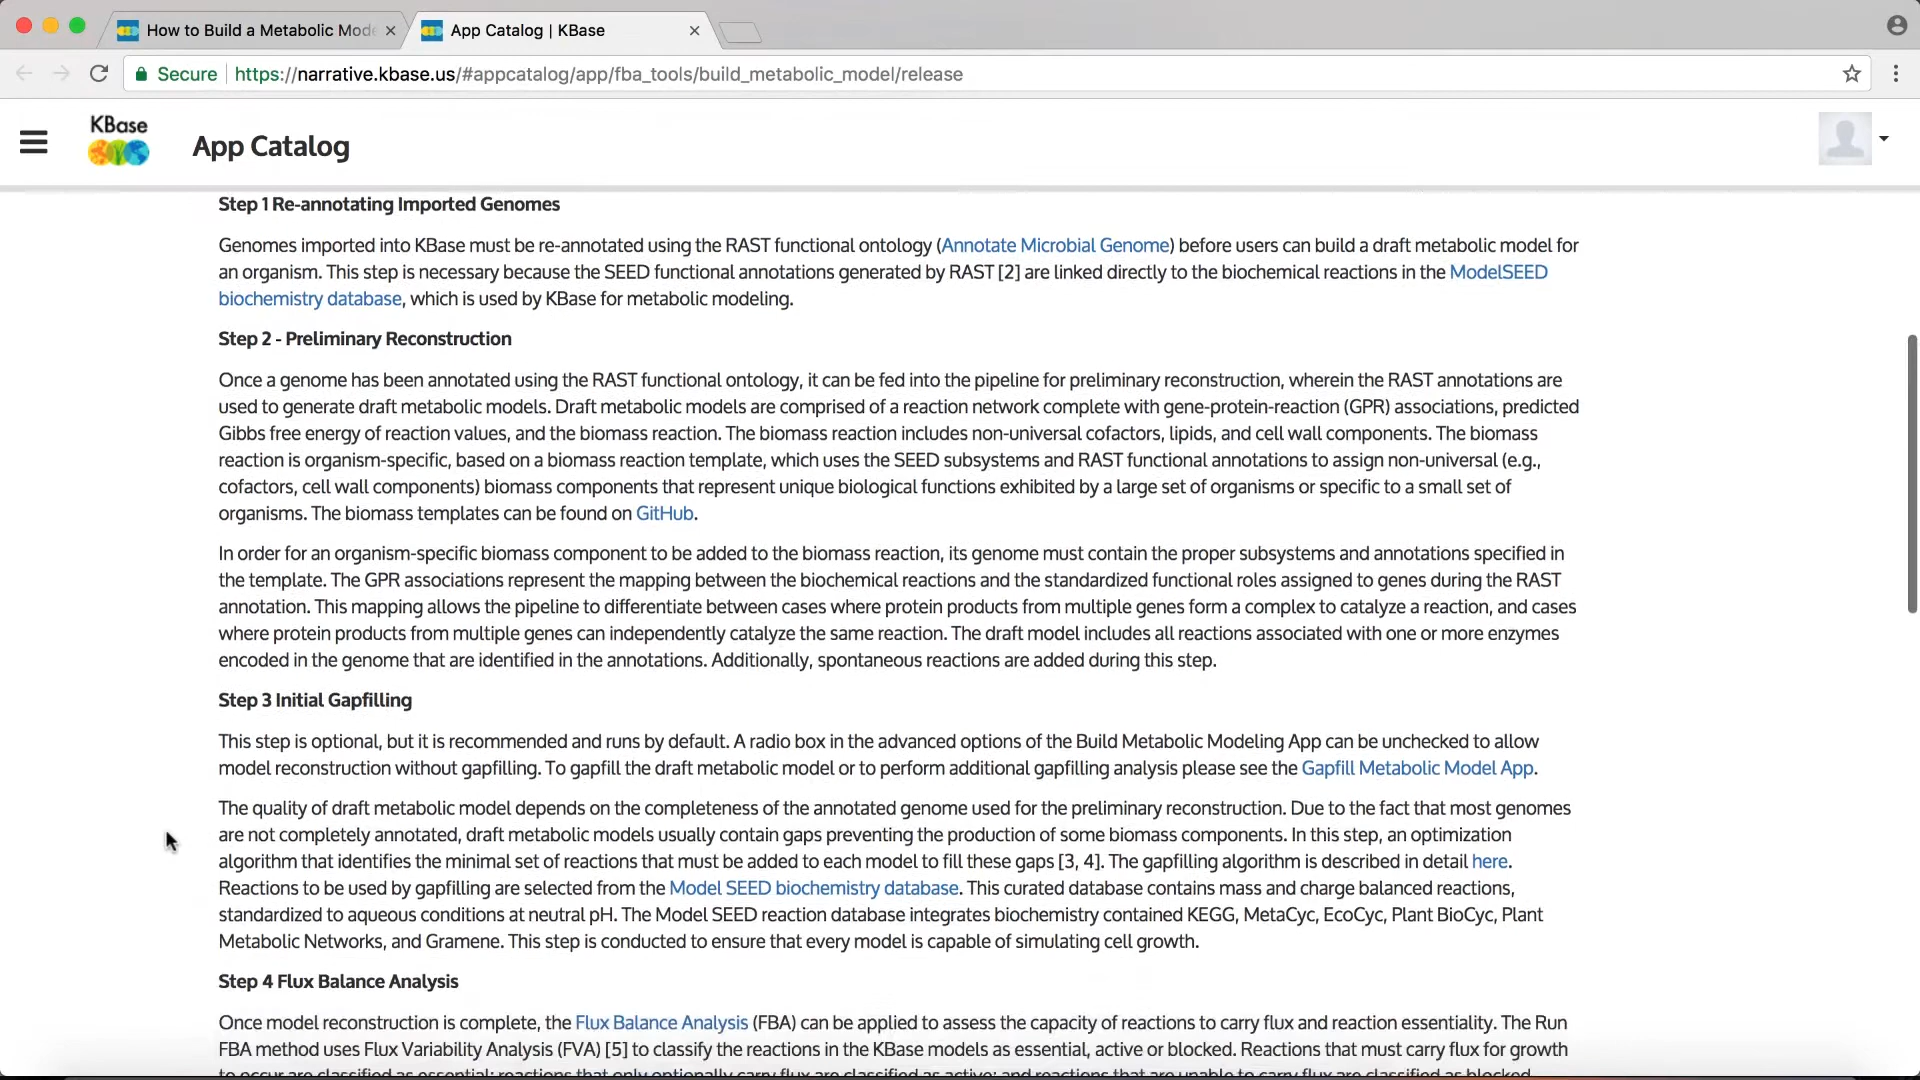 How to Build a Metabolic Mode
App Catalog | KBase
Secure
https://narrative.kbase.us/#appcatalog/app/fba_tools/build_metabolic_model/release
KBase
App Catalog
Step 1 Re-annotating Imported Genomes
Genomes imported into KBase must be re-annotated using the RAST functional ontology (Annotate Microbial Genome) before users can build a draft metabolic model for
an organism. This step is necessary because the SEED functional annotations generated by RAST [2] are linked directly to the biochemical reactions in the ModelSEED
biochemistry database, which is used by KBase for metabolic modeling.
Step 2 - Preliminary Reconstruction
Once a genome has been annotated using the RAST functional ontology, it can be fed into the pipeline for preliminary reconstruction, wherein the RAST annotations are
used to generate draft metabolic models. Draft metabolic models are comprised of a reaction network complete with gene-protein-reaction (GPR) associations, predicted
Gibbs free energy of reaction values, and the biomass reaction. The biomass reaction includes non-universal cofactors, lipids, and cell wall components. The biomass
reaction is organism-specific, based on a biomass reaction template, which uses the SEED subsystems and RAST functional annotations to assign non-universal (e.g.,
cofactors, cell wall components) biomass components that represent unique biological functions exhibited by a large set of organisms or specific to a small set of
organisms. The biomass templates can be found on GitHub.
In order for an organism-specific biomass component to be added to the biomass reaction, its genome must contain the proper subsystems and annotations specified in
the template. The GPR associations represent the mapping between the biochemical reactions and the standardized functional roles assigned to genes during the RAST
annotation. This mapping allows the pipeline to differentiate between cases where protein products from multiple genes form a complex to catalyze a reaction, and cases
where protein products from multiple genes can independently catalyze the same reaction. The draft model includes all reactions associated with one or more enzymes
encoded in the genome that are identified in the annotations. Additionally, spontaneous reactions are added during this step.
Step 3 Initial Gapfilling
This step is optional, but it is recommended and runs by default. A radio box in the advanced options of the Build Metabolic Modeling App can be unchecked to allow
model reconstruction without gapfilling. To gapfill the draft metabolic model or to perform additional gapfilling analysis please see the Gapfill Metabolic Model App.
The quality of draft metabolic model depends on the completeness of the annotated genome used for the preliminary reconstruction. Due to the fact that most genomes
are not completely annotated, draft metabolic models usually contain gaps preventing the production of some biomass components. In this step, an optimization
algorithm that identifies the minimal set of reactions that must be added to each model to fill these gaps [3, 4]. The gapfilling algorithm is described in detail here.
Reactions to be used by gapfilling are selected from the Model SEED biochemistry database. This curated database contains mass and charge balanced reactions,
standardized to aqueous conditions at neutral pH. The Model SEED reaction database integrates biochemistry contained KEGG, MetaCyc, EcoCyc, Plant BioCyc, Plant
Metabolic Networks, and Gramene. This step is conducted to ensure that every model is capable of simulating cell growth.
Step 4 Flux Balance Analysis
Once model reconstruction is complete, the Flux Balance Analysis (FBA) can be applied to assess the capacity of reactions to carry flux and reaction essentiality. The Run
FBA method uses Flux Variability Analysis (FVA) [5] to classify the reactions in the KBase models as essential, active or blocked. Reactions that must carry flux for growth
to occur are classified as essential; reactions that only optionally carry flux are classified as active; and reactions that are unable to carry flux are classified as blocked.